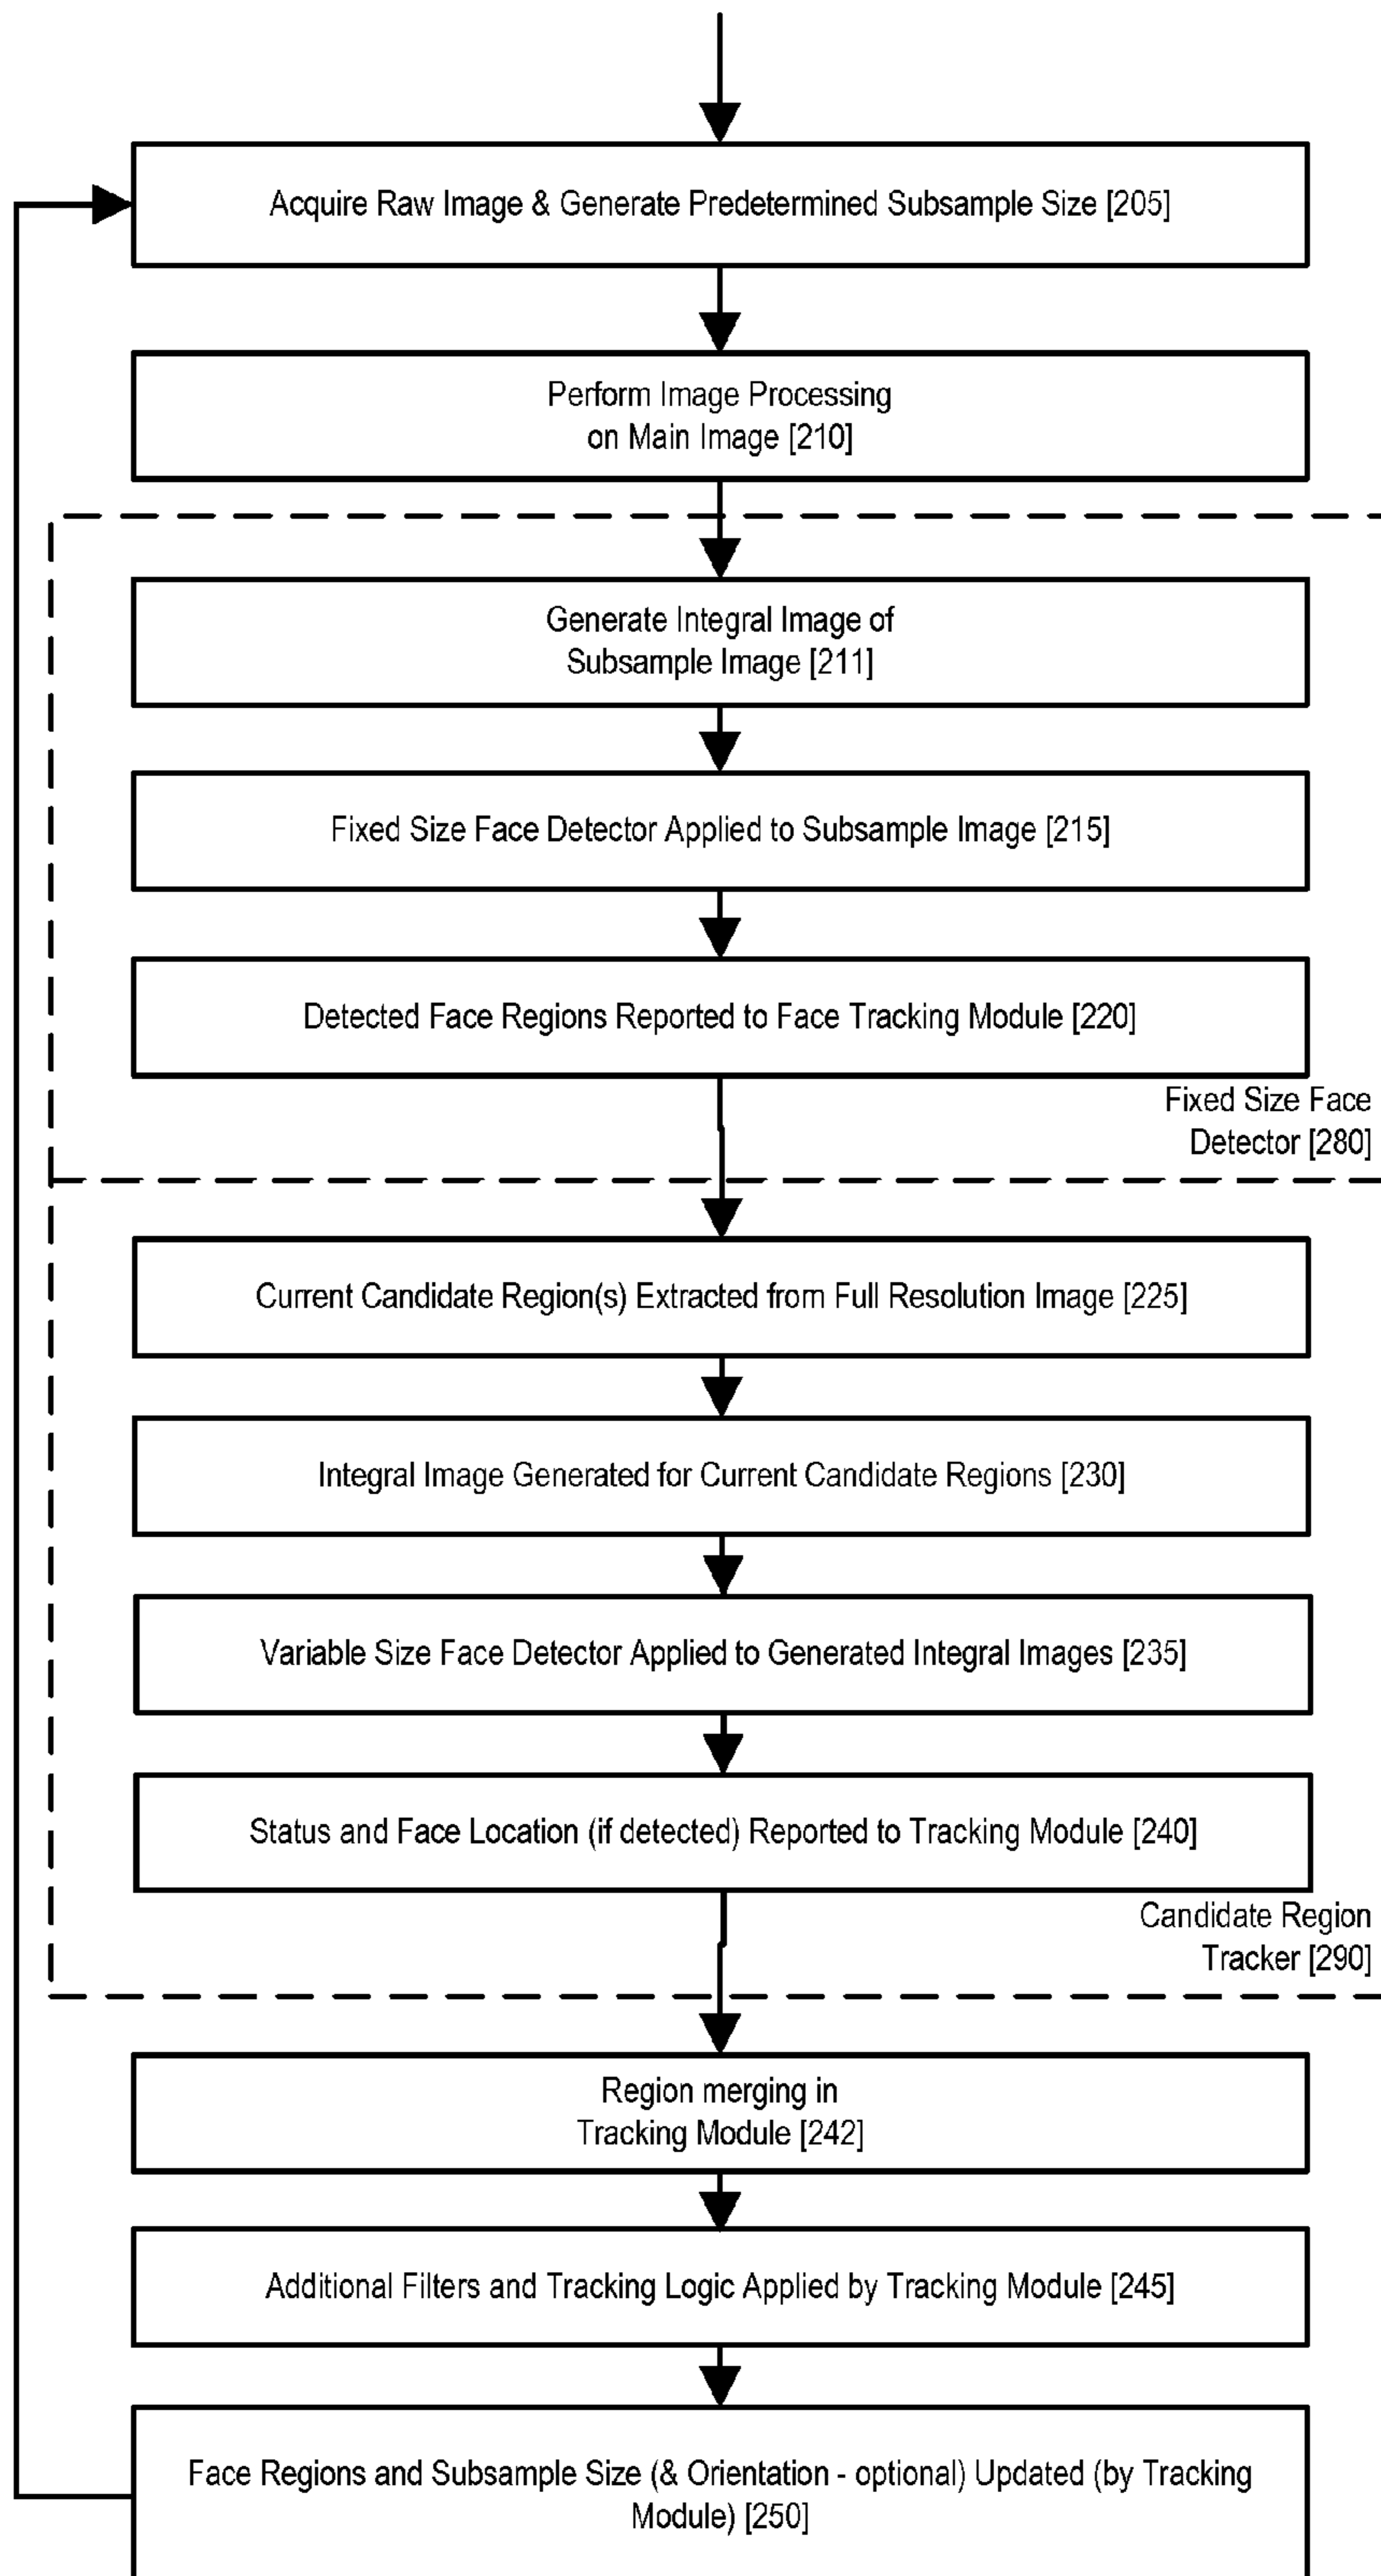 Acquire Raw Image & Generate Predetermined Subsample Size [205]
Perform Image Processing
on Main Image [210]
Generate Integral Image of
Subsample Image [211]
Fixed Size Face Detector Applied to Subsample Image [215]
Detected Face Regions Reported to Face Tracking Module [220]
Fixed Size Face
Detector [280]
Current Candidate Region(s) Extracted from Full Resolution Image [225]
Integral Image Generated for Current Candidate Regions [230]
Variable Size Face Detector Applied to Generated Integral Images [235]
Status and Face Location (if detected) Reported to Tracking Module [240]
Candidate Region
Tracker [290]
Region merging in
Tracking Module [242]
Additional Filters and Tracking Logic Applied by Tracking Module [245]
Face Regions and Subsample Size (& Orientation - optional) Updated (by Tracking
Module) [250]